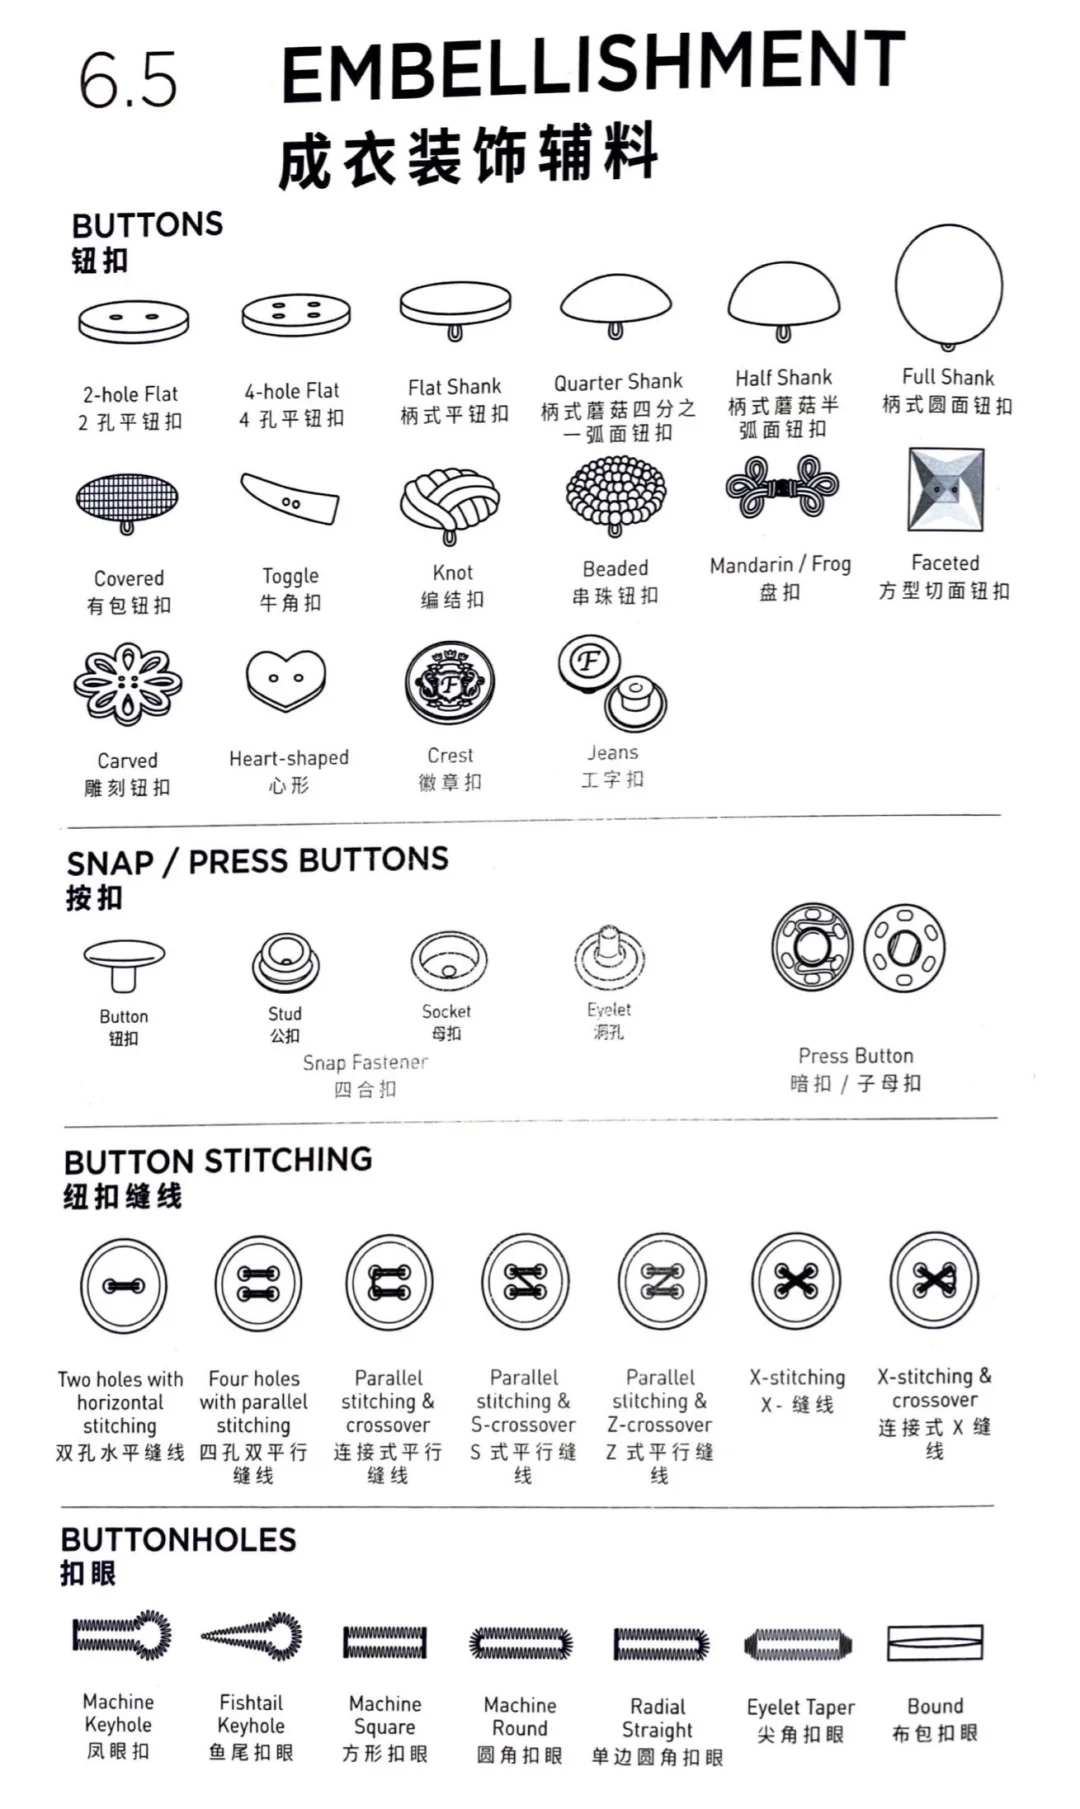 6.5
EMBELLISHMENT
成衣装饰辅料
BUTTONS
钮扣
2-hole Flat
2 孔平钮扣
4-hole Flat
4 孔平钮扣
Flat Shank
柄式平钮扣
Quarter Shank
柄式蘑菇四分之
一弧面钮扣
Half Shank
柄式蘑菇半
弧面钮扣
Full Shank
柄式圆面钮扣
Covered
有包钮扣
Toggle
牛角扣
Knot
编结扣
Beaded
串珠钮扣
Mandarin / Frog
盘扣
Faceted
方型切面钮扣
F
F
Carved
雕刻钮扣
Heart-shaped
心形
Crest
徽章扣
Jeans
工字扣
SNAP / PRESS BUTTONS
按扣
Button
钮扣
Stud
公扣
Socket
母扣
Eyelet
洞孔
Snap Fastener
四合扣
Press Button
暗扣 / 子母扣
BUTTON STITCHING
纽扣缝线
Two holes with
horizontal
stitching
双孔水平缝线
Four holes
with parallel
stitching
四孔双平行
缝线
Parallel
stitching &
crossover
连接式平行
缝线
Parallel
stitching &
S-crossover
S 式平行缝
线
Parallel
stitching &
Z-crossover
Z 式平行缝
线
X-stitching
X- 缝线
X-stitching &
crossover
连接式 X 缝
线
BUTTONHOLES
扣眼
Machine
Keyhole
凤眼扣
Fishtail
Keyhole
鱼尾扣眼
Machine
Square
方形扣眼
Machine
Round
圆角扣眼
Radial
Straight
单边圆角扣眼
Eyelet Taper
尖角扣眼
Bound
布包扣眼